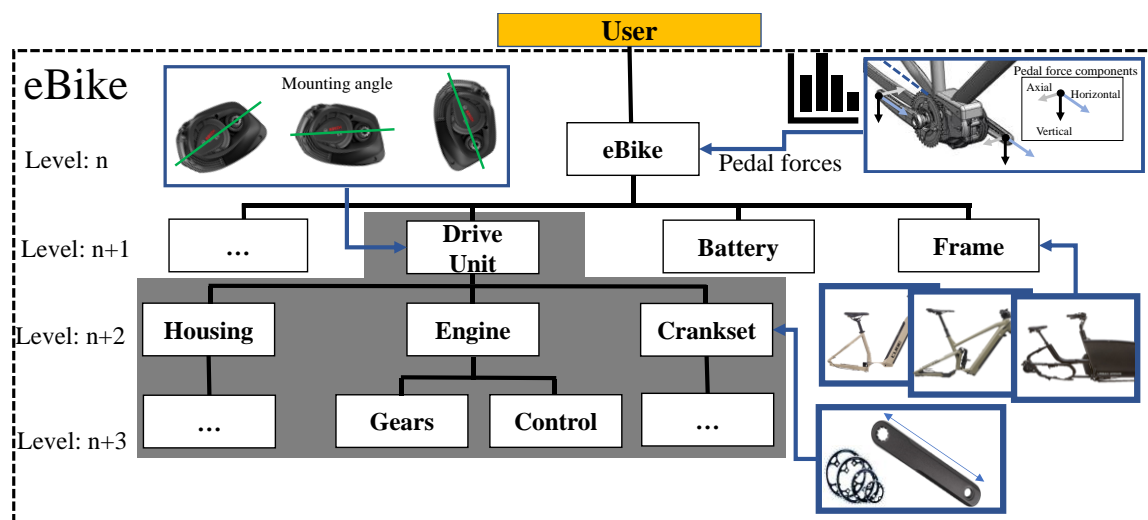 User
eBike
Mounting angle
Pedal force components
Axial
Horizontal
Vertical
Level: n
eBike
Pedal forces
Level: n+1
…
Drive
Unit
Battery
Frame
Level: n+2
Housing
Engine
Crankset
Level: n+3
…
Gears
Control
…